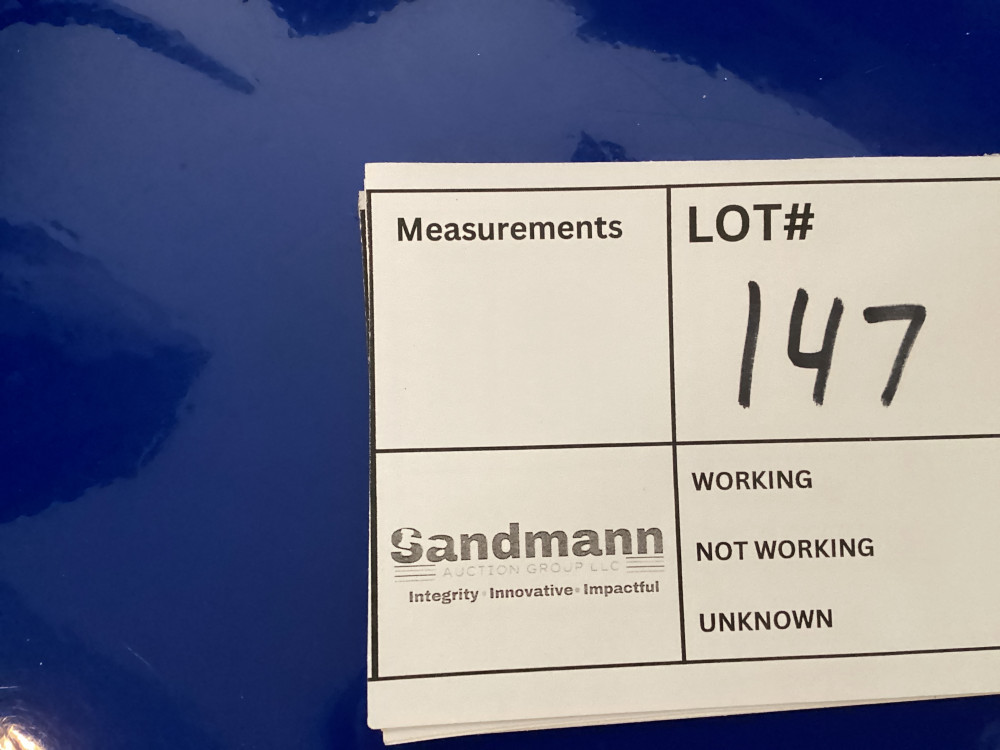 Measurements
LOT#
147
Sandmann
AUCTION GROUP LLC
Integrity • Innovative • Impactful
WORKING
NOT WORKING
UNKNOWN